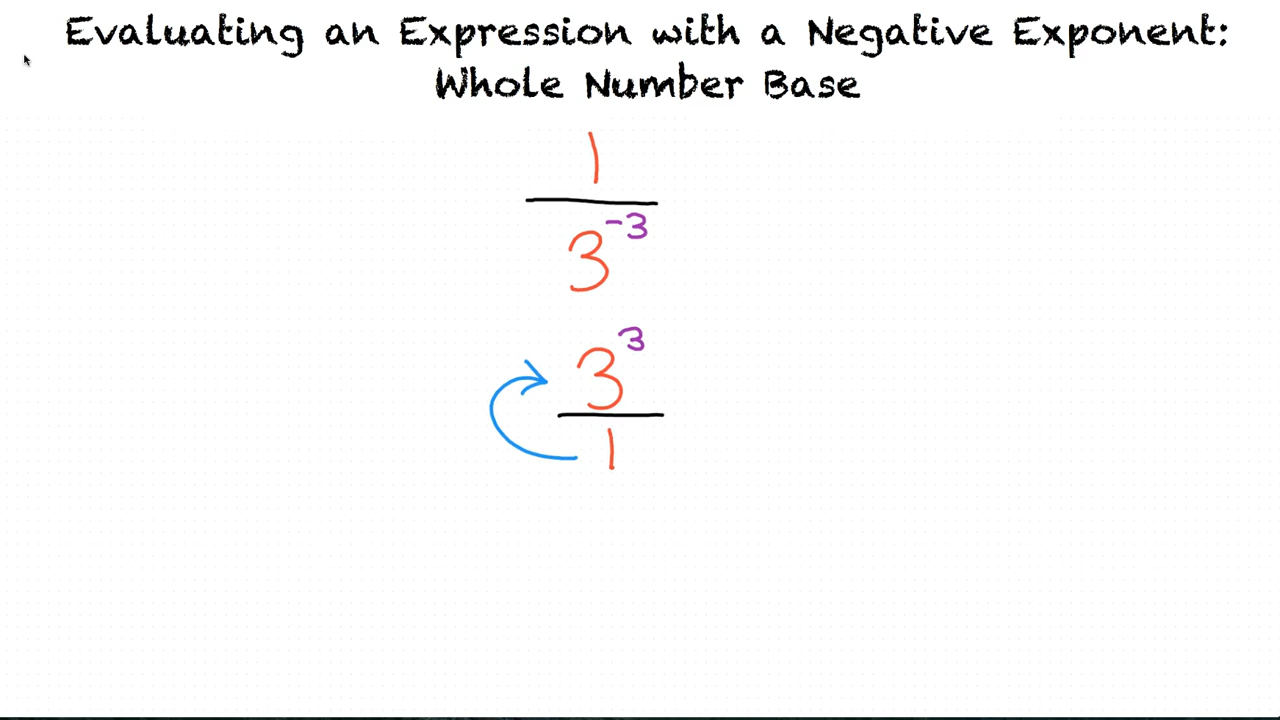 Evaluating an Expression with a Negative Exponent:
Whole Number Base
1
3^-3
3^3
1